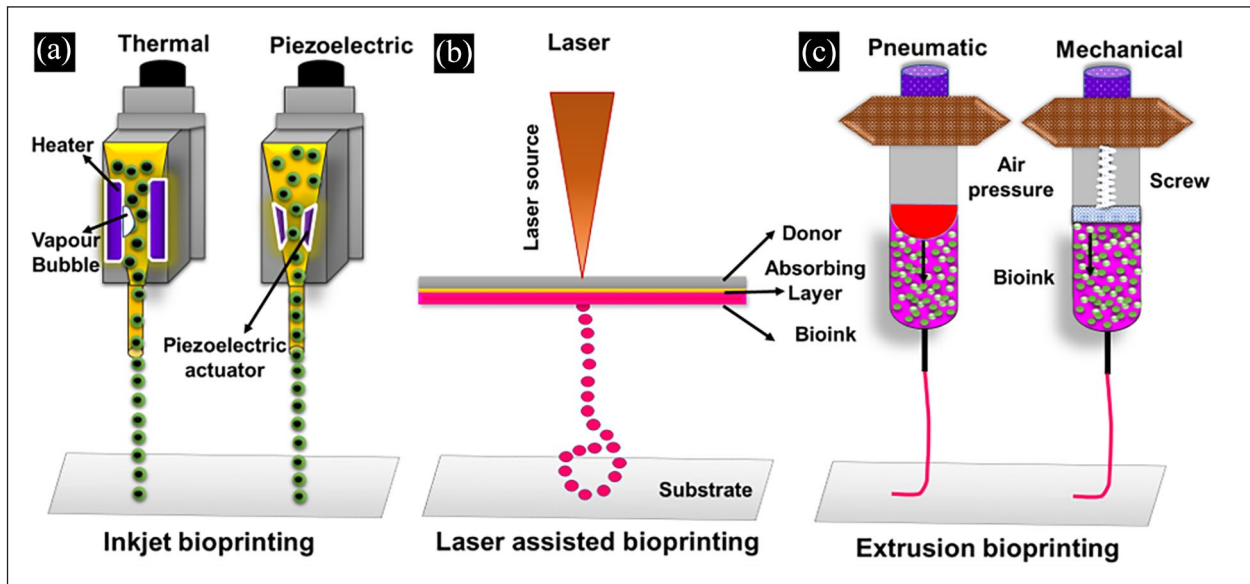 (a)
Thermal
Piezoelectric
Heater
Vapour
Bubble
Piezoelectric
actuator
Inkjet bioprinting
(b)
Laser
Laser source
Donor
Absorbing
Layer
Bioink
Substrate
Laser assisted bioprinting
(c)
Pneumatic
Mechanical
Air
pressure
Screw
Bioink
Extrusion bioprinting